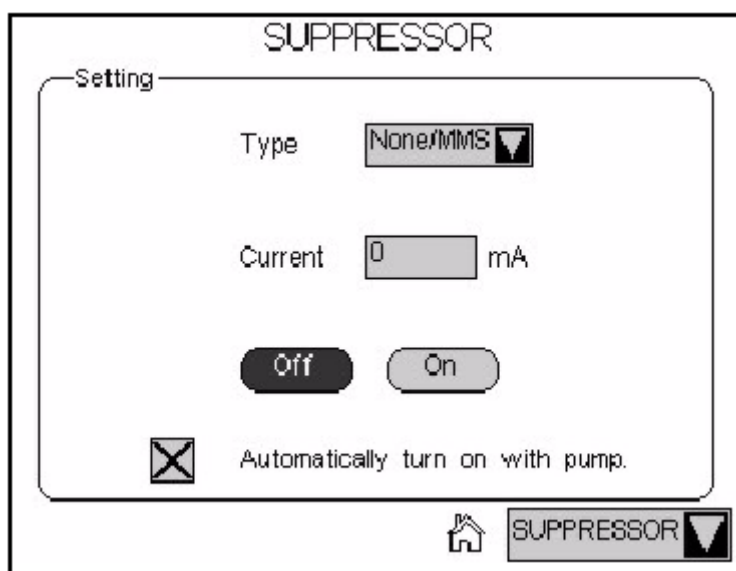 SUPPRESSOR
Setting
Type None/MMS
Current 0 mA
Off On
Automatically turn on with pump.
SUPPRESSOR